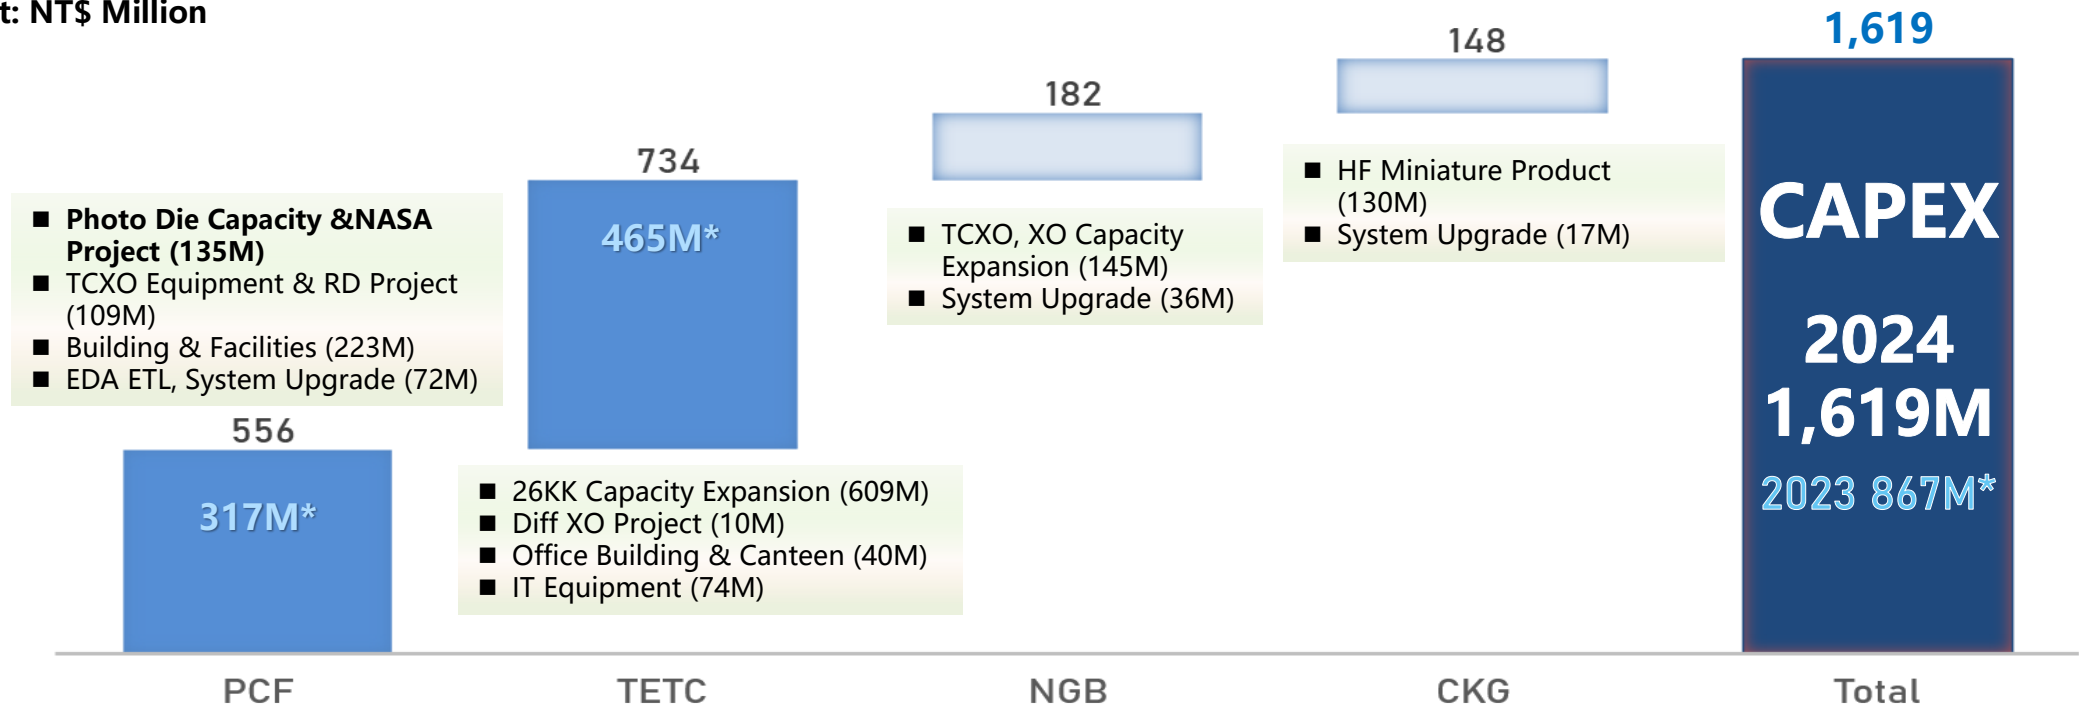 t: NT$ Million
556
317M*
■ Photo Die Capacity &NASA
Project (135M)
■ TCXO Equipment & RD Project
(109M)
■ Building & Facilities (223M)
■ EDA ETL, System Upgrade (72M)
734
465M*
■ 26KK Capacity Expansion (609M)
■ Diff XO Project (10M)
■ Office Building & Canteen (40M)
■ IT Equipment (74M)
182
■ TCXO, XO Capacity
Expansion (145M)
■ System Upgrade (36M)
148
■ HF Miniature Product
(130M)
■ System Upgrade (17M)
1,619
CAPEX
2024
1,619M
2023 867M*
PCF
TETC
NGB
CKG
Total